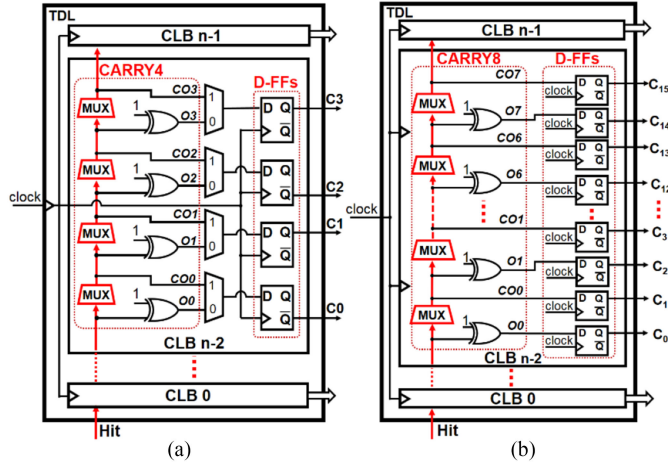 TDL
CLB n-1
CARRY4
D-FFs
CO3
1
0
D Q
Q
C3
MUX
1
O3
CO2
1
0
D Q
Q
C2
MUX
1
O2
clock
CO1
1
0
D Q
Q
C1
MUX
1
O1
CO0
1
0
D Q
Q
C0
MUX
1
O0
CLB n-2
CLB 0
Hit
(a)
TDL
CLB n-1
CARRY8
D-FFs
CO7
clock
D Q
Q
C15
MUX
1
O7
clock
D Q
Q
C14
CO6
clock
D Q
Q
C13
MUX
1
O6
clock
D Q
Q
C12
clock
CO1
clock
D Q
Q
C3
MUX
1
O1
clock
D Q
Q
C2
CO0
clock
D Q
Q
C1
MUX
1
O0
clock
D Q
Q
C0
CLB n-2
CLB 0
Hit
(b)